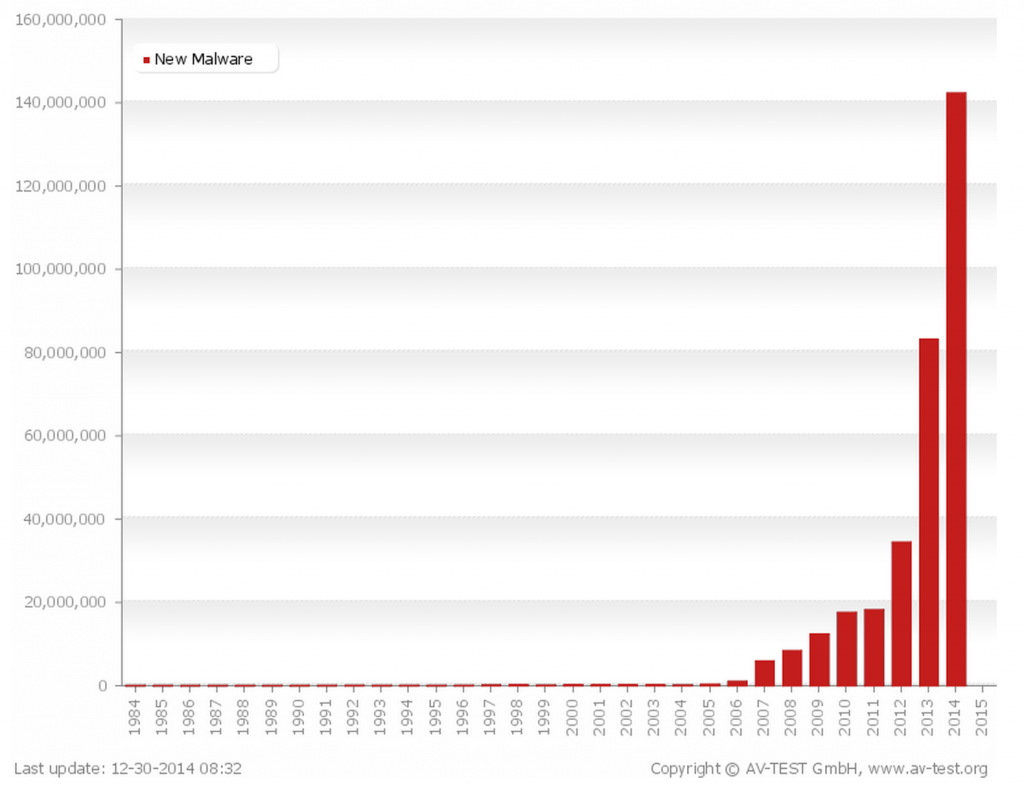 160,000,000
New Malware
140,000,000
120,000,000
100,000,000
80,000,000
60,000,000
40,000,000
20,000,000
0
1984 1985 1986 1987 1988 1989 1990 1991 1992 1993 1994 1995 1996 1997 1998 1999 2000 2001 2002 2003 2004 2005 2006 2007 2008 2009 2010 2011 2012 2013 2014 2015
Last update: 12-30-2014 08:32
Copyright © AV-TEST GmbH, www.av-test.org